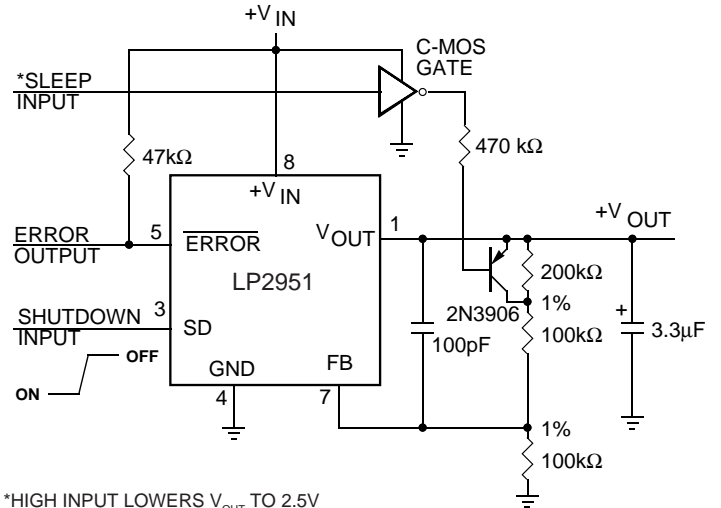 +V IN
C-MOS
GATE
*SLEEP
INPUT
470 kΩ
47kΩ
8
+V IN
ERROR
OUTPUT
5
ERROR
VOUT
1
+V OUT
LP2951
200kΩ
2N3906
1%
100kΩ
SHUTDOWN
INPUT
3
SD
100pF
+
3.3µF
OFF
ON
GND
FB
4
7
1%
100kΩ
*HIGH INPUT LOWERS VOUT TO 2.5V